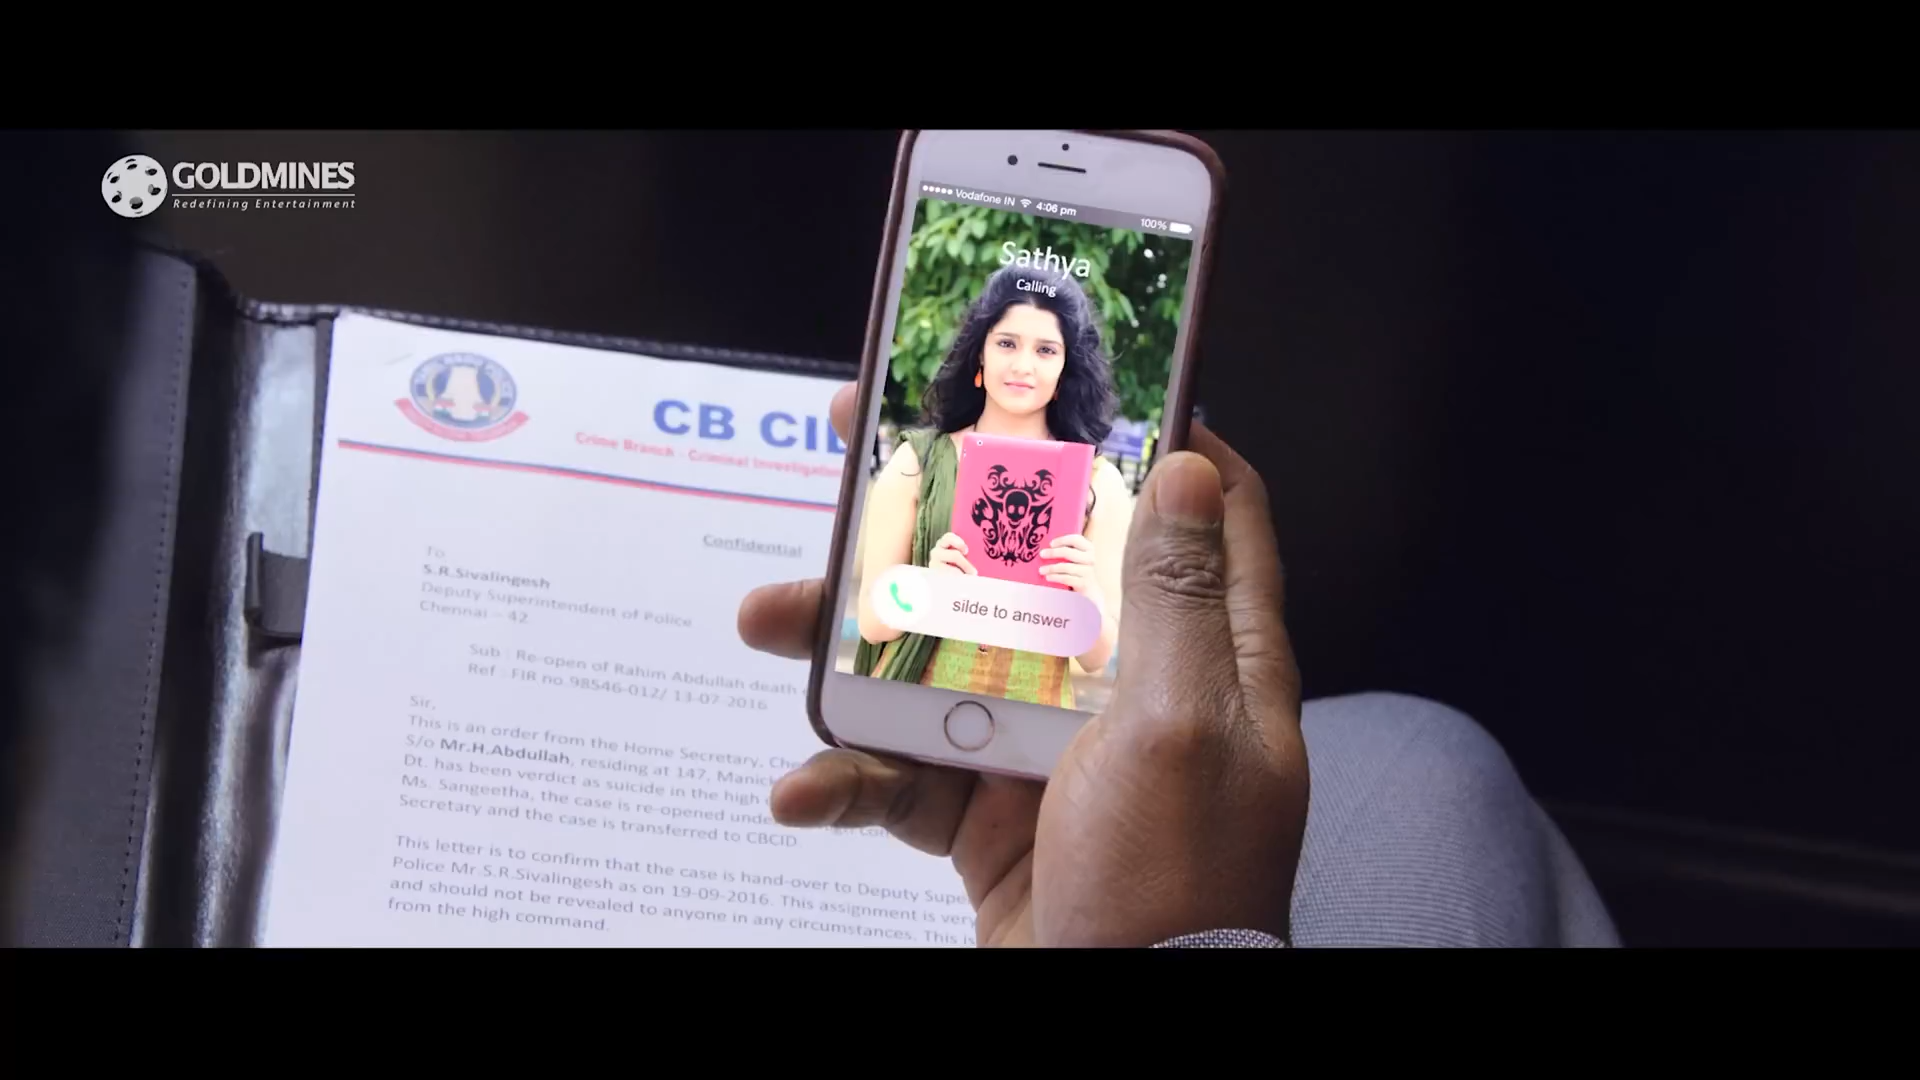 GOLDMINES
Redefining Entertainment
Vodafone IN 4:06 pm
100%
Sathya
Calling
silde to answer
CB CI
Crime Branch - Criminal Investigation
Confidential
To
S.R.Sivalingesh
Deputy Superintendent of Police
Chennai - 42
Sub : Re-open of Rahim Abdullah death
Ref : FIR no.98546-012/ 13-07-2016
Sir,
This is an order from the Home Secretary,
S/o Mr.H.Abdullah, residing at 147,
Dt. has been verdict as suicide in the high
Ms. Sangeetha, the case is re-opened
Secretary and the case is transferred to CBCID.
This letter is to confirm that the case is hand-over to Deputy
Police Mr.S.R.Sivalingesh as on 19-09-2016. This assignment is very
and should not be revealed to anyone in any circumstances. This is
from the high command.